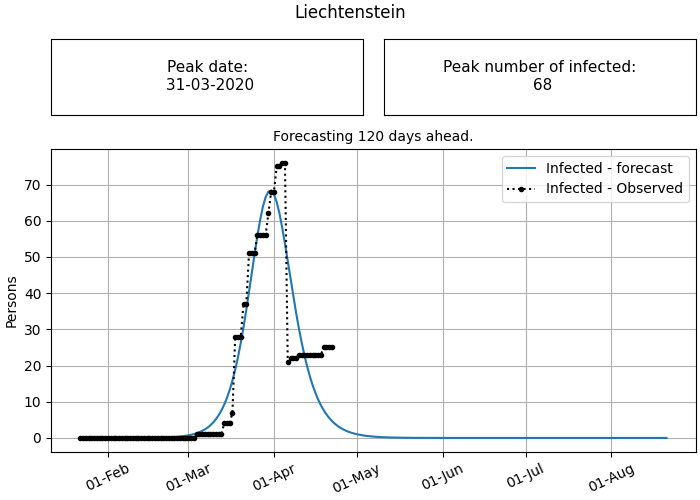 Liechtenstein
Peak date:
31-03-2020
Peak number of infected:
68
Forecasting 120 days ahead.
Infected - forecast
Infected - Observed
Persons
70
60
50
40
30
20
10
0
01-Feb
01-Mar
01-Apr
01-May
01-Jun
01-Jul
01-Aug